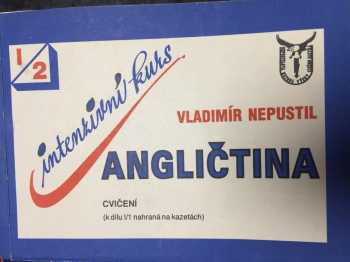 1/2
intenzivní kurs
VLADIMÍR NEPUSTIL
ANGLIČTINA
CVIČENÍ
(k dílu I/1 nahraná na kazetách)